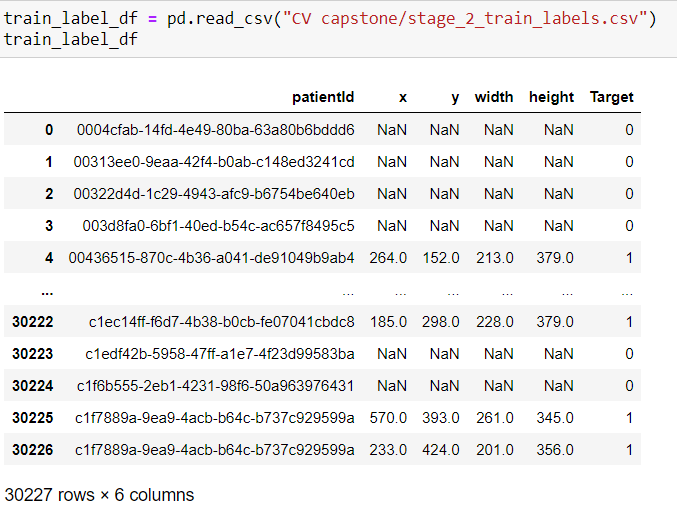 train_label_df = pd.read_csv("CV capstone/stage_2_train_labels.csv")
train_label_df
patientId x y width height Target
0 0004cfab-14fd-4e49-80ba-63a80b6bddd6 NaN NaN NaN NaN 0
1 00313ee0-9eaa-42f4-b0ab-c148ed3241cd NaN NaN NaN NaN 0
2 00322d4d-1c29-4943-afc9-b6754be640eb NaN NaN NaN NaN 0
3 003d8fa0-6bf1-40ed-b54c-ac657f8495c5 NaN NaN NaN NaN 0
4 00436515-870c-4b36-a041-de91049b9ab4 264.0 152.0 213.0 379.0 1
... ... ... ... ... ... ...
30222 c1ec14ff-f6d7-4b38-b0cb-fe07041cbdc8 185.0 298.0 228.0 379.0 1
30223 c1edf42b-5958-47ff-a1e7-4f23d99583ba NaN NaN NaN NaN 0
30224 c1f6b555-2eb1-4231-98f6-50a963976431 NaN NaN NaN NaN 0
30225 c1f7889a-9ea9-4acb-b64c-b737c929599a 570.0 393.0 261.0 345.0 1
30226 c1f7889a-9ea9-4acb-b64c-b737c929599a 233.0 424.0 201.0 356.0 1
30227 rows × 6 columns